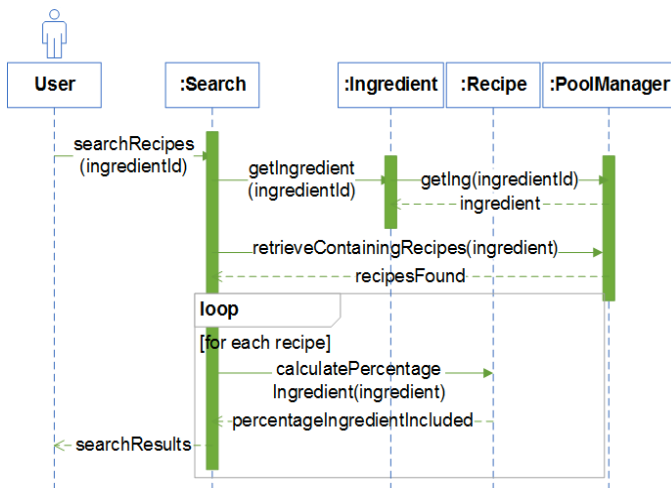 User
:Search
:Ingredient
:Recipe
:PoolManager
searchRecipes
(ingredientId)
getIngredient
(ingredientId)
getIng(ingredientId)
ingredient
retrieveContainingRecipes(ingredient)
recipesFound
loop
[for each recipe]
calculatePercentage
Ingredient(ingredient)
percentageIngredientIncluded
searchResults